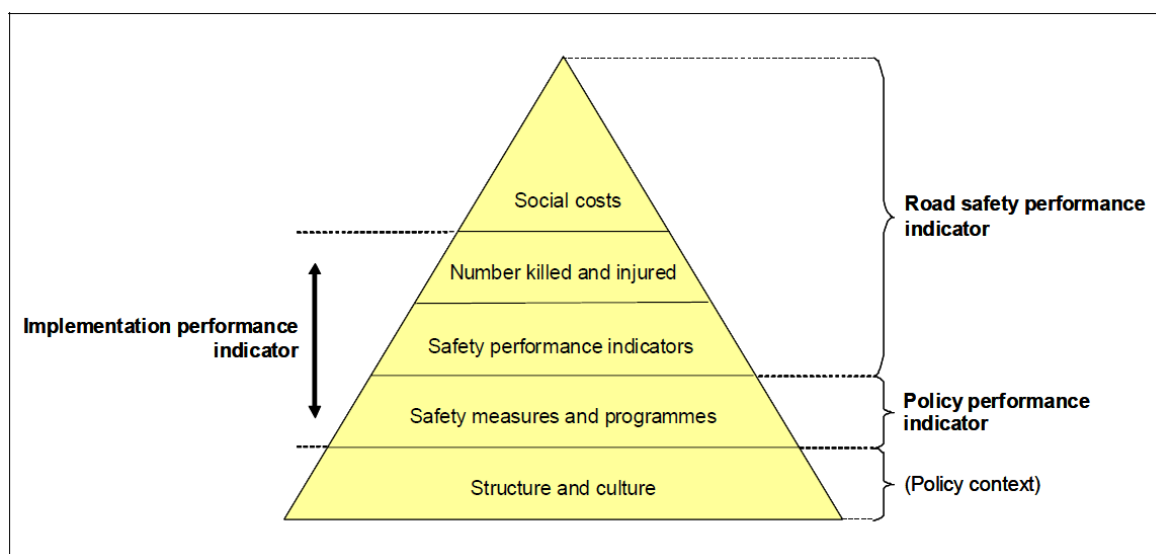 Social costs
Number killed and injured
Safety performance indicators
Safety measures and programmes
Structure and culture
Implementation performance
indicator
Road safety performance
indicator
Policy performance
indicator
(Policy context)